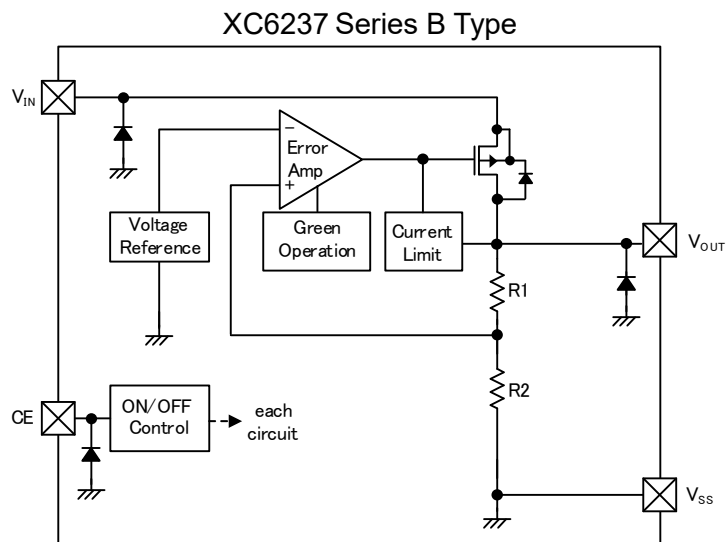 XC6237 Series B Type
VIN
−
Error
Amp
+
Voltage
Reference
Green
Operation
Current
Limit
VOUT
R1
R2
CE
ON/OFF
Control
each
circuit
VSS